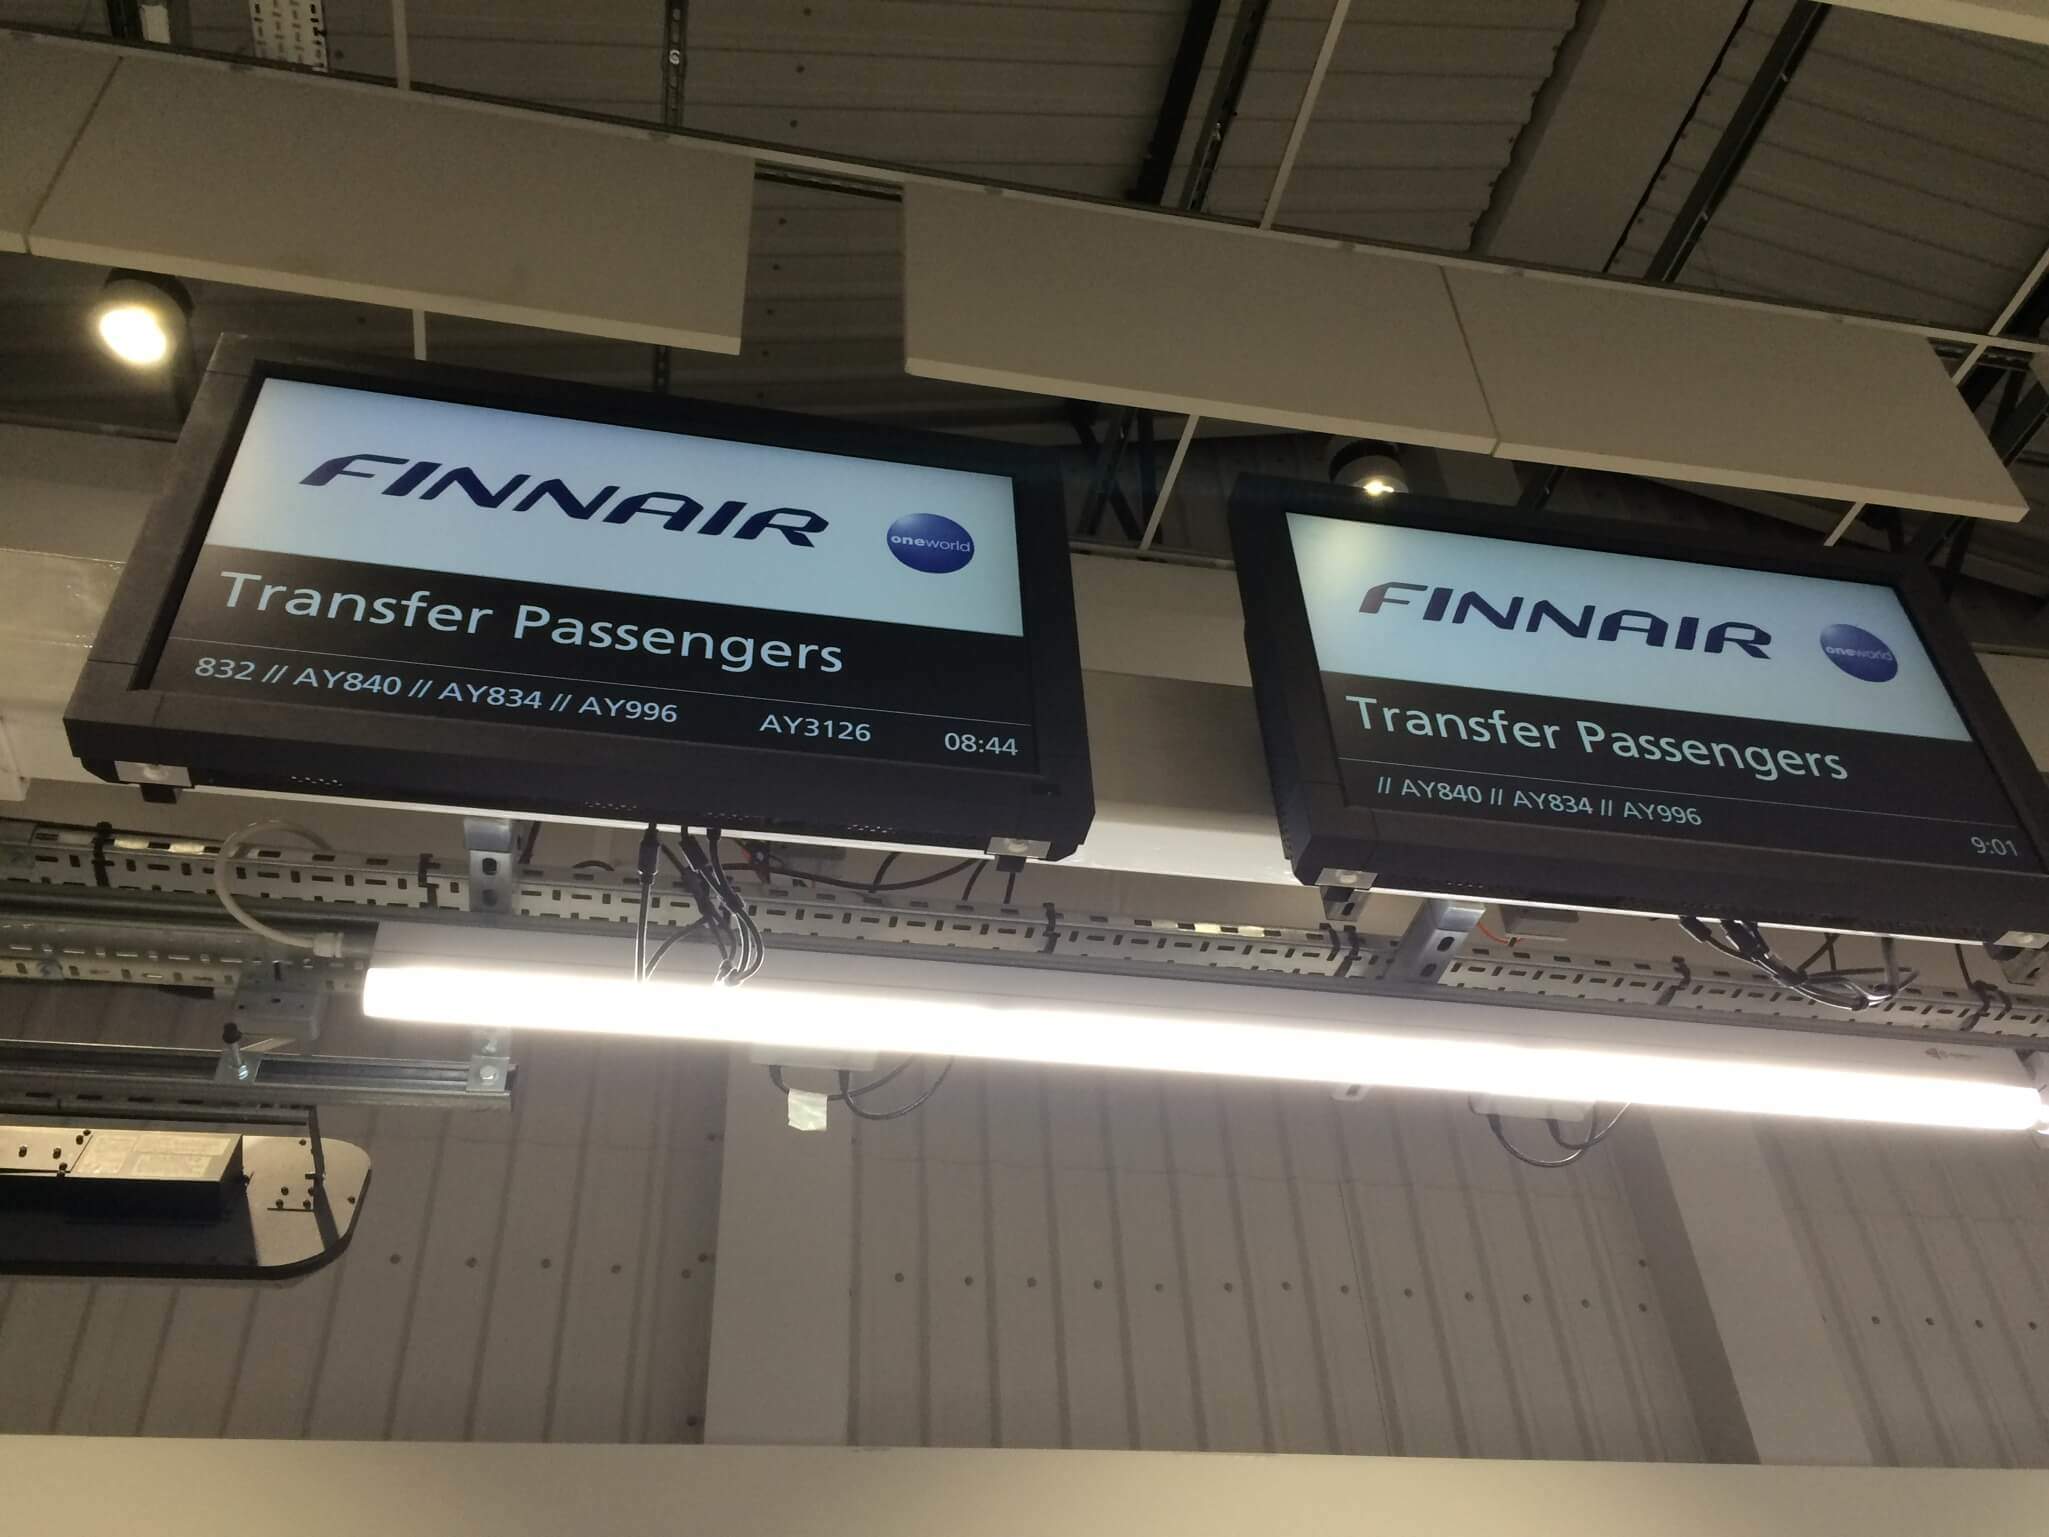 FINNAIR
oneworld
Transfer Passengers
832 // AY840 // AY834 // AY996 AY3126 08:44
FINNAIR
oneworld
Transfer Passengers
// AY840 // AY834 // AY996 9:01